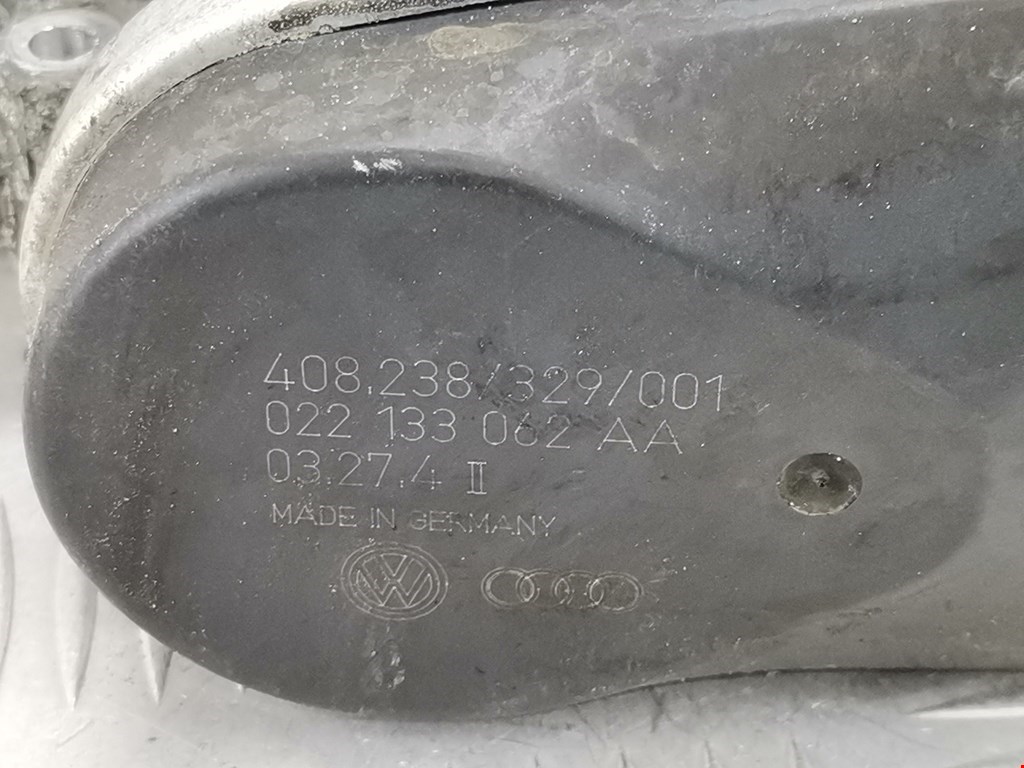 408.238/329/001
022 133 062 AA
03.27.4 II
MADE IN GERMANY